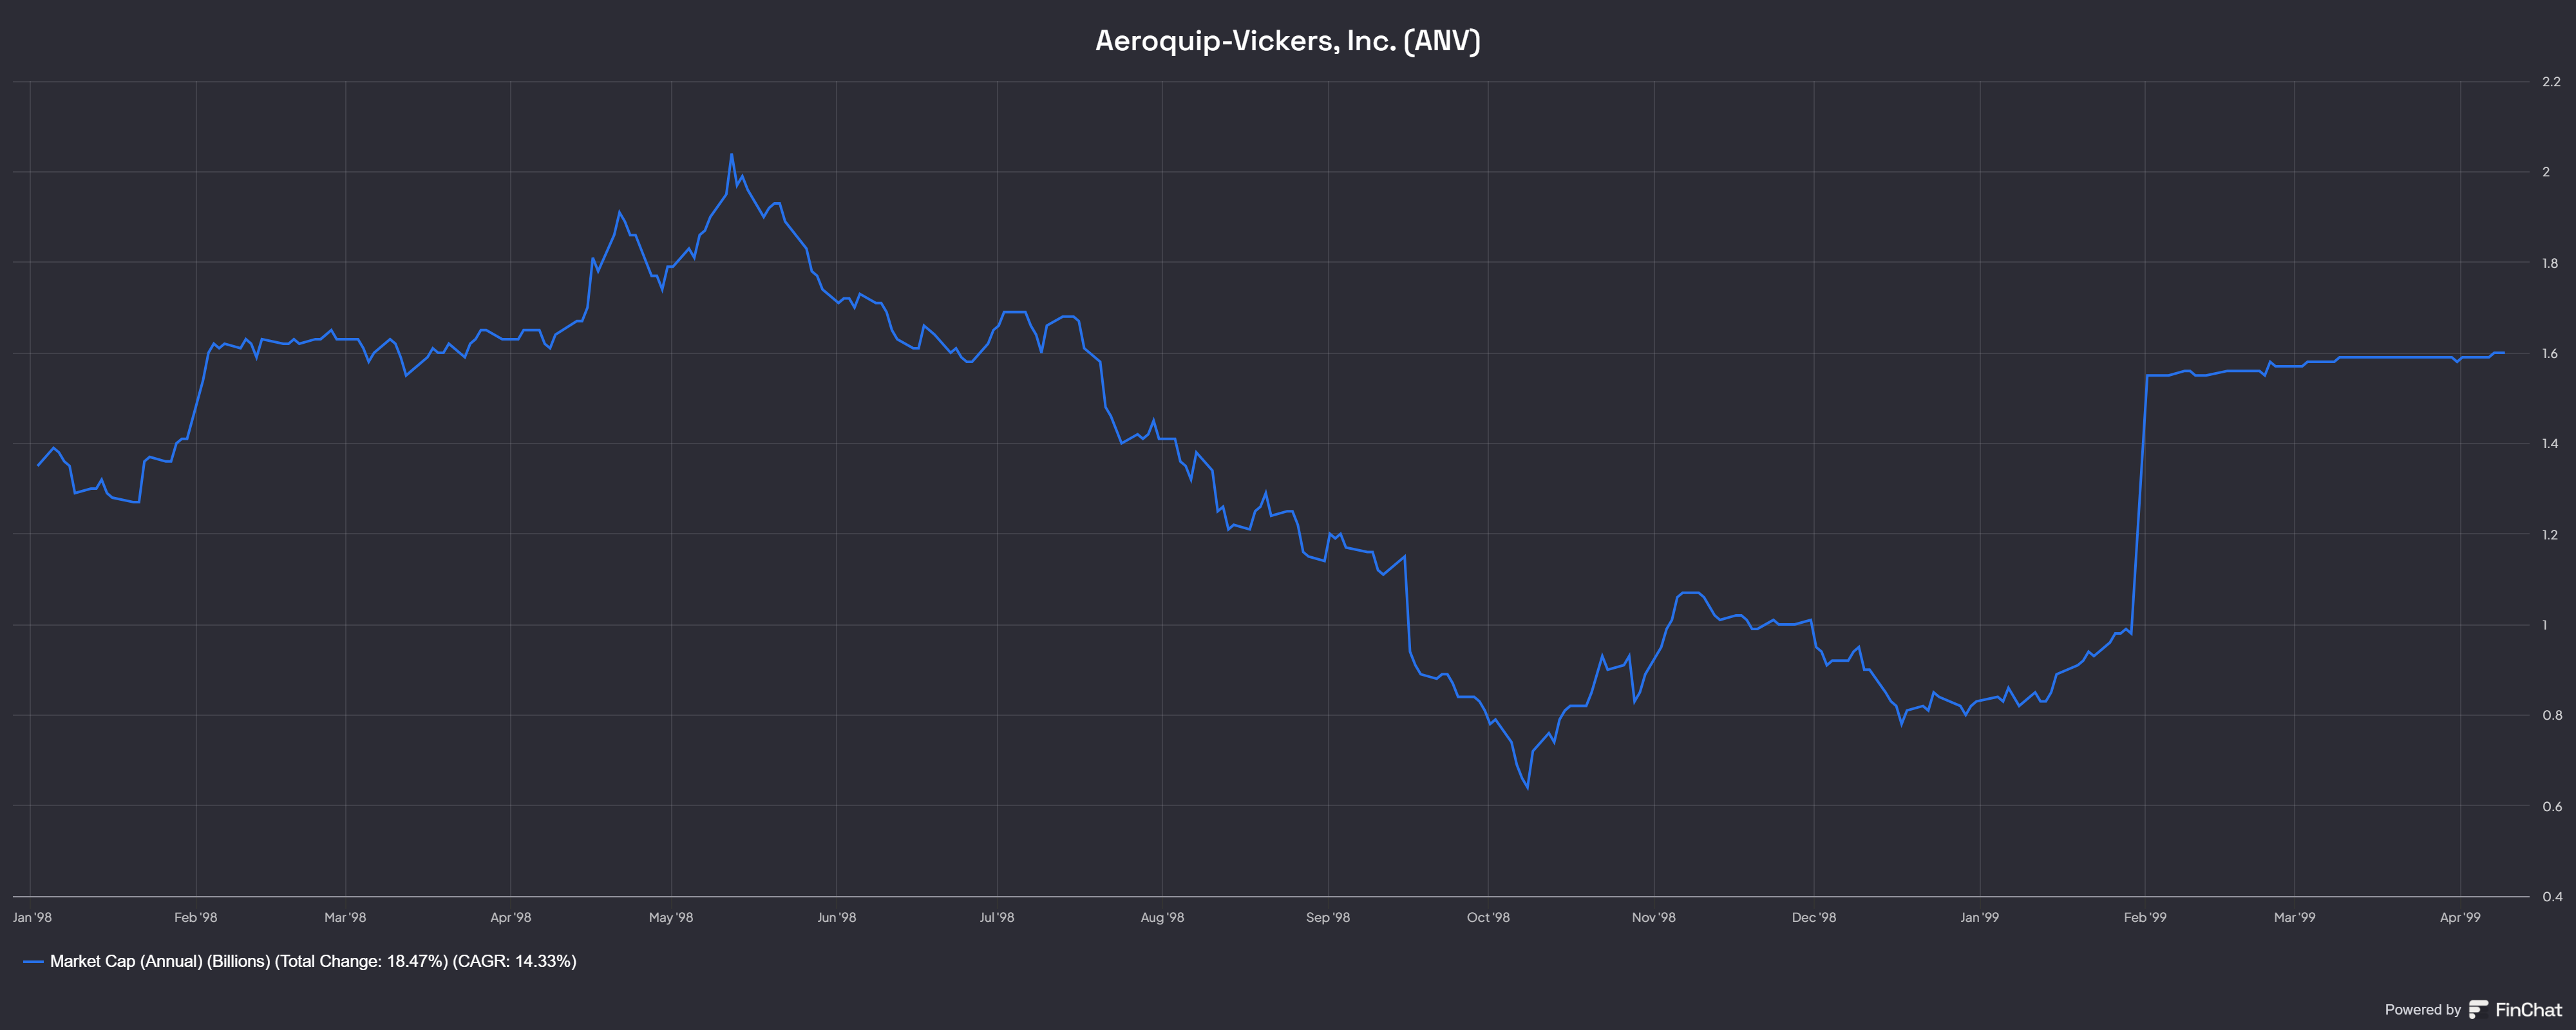 Aeroquip-Vickers, Inc. (ANV)
2.2
2
1.8
1.6
1.4
1.2
1
0.8
0.6
0.4
Jan '98 Feb '98 Mar '98 Apr '98 May '98 Jun '98 Jul '98 Aug '98 Sep '98 Oct '98 Nov '98 Dec '98 Jan '99 Feb '99 Mar '99 Apr '99
Market Cap (Annual) (Billions) (Total Change: 18.47%) (CAGR: 14.33%)
Powered by FinChat